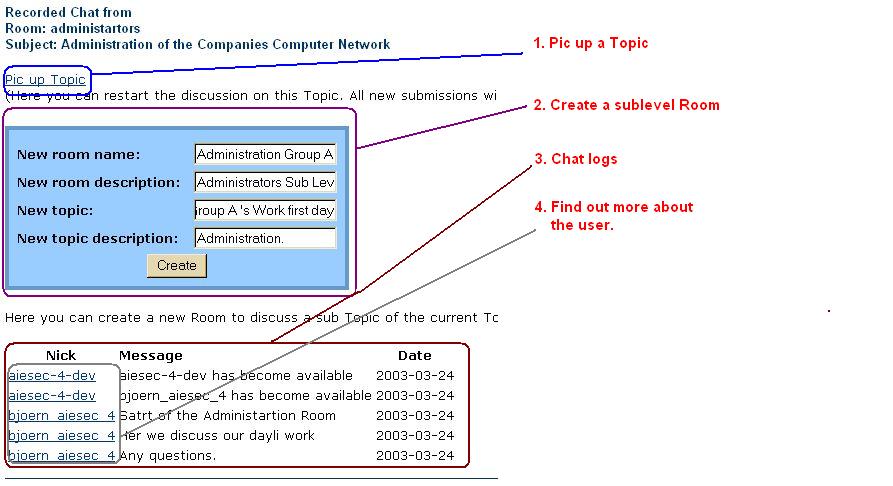 Recorded Chat from
Room: administartors
Subject: Administration of the Companies Computer Network
Pic up Topic
(Here you can restart the discussion on this Topic. All new submissions wi
New room name: Administration Group A
New room description: Administrators Sub Lev
New topic: Group A 's Work first day
New topic description: Administration.
Create
Here you can create a new Room to discuss a sub Topic of the current To
Nick Message Date
aiesec-4-dev aiesec-4-dev has become available 2003-03-24
aiesec-4-dev bjoern_aiesec_4 has become available 2003-03-24
bjoern_aiesec_4 Satrt of the Administartion Room 2003-03-24
bjoern_aiesec_4 Her we discuss our dayli work 2003-03-24
bjoern_aiesec_4 Any questions. 2003-03-24
1. Pic up a Topic
2. Create a sublevel Room
3. Chat logs
4. Find out more about
the user.